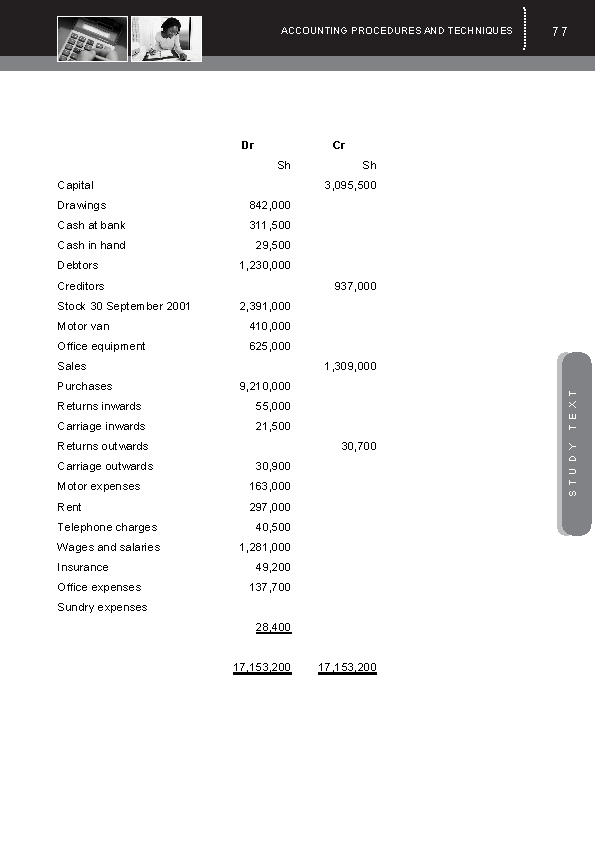 ACCOUNTING PROCEDURES AND TECHNIQUES 77
Dr Cr
Sh Sh
Capital 3,095,500
Drawings 842,000
Cash at bank 311,500
Cash in hand 29,500
Debtors 1,230,000
Creditors 937,000
Stock 30 September 2001 2,391,000
Motor van 410,000
Office equipment 625,000
Sales 1,309,000
Purchases 9,210,000
Returns inwards 55,000
Carriage inwards 21,500
Returns outwards 30,700
Carriage outwards 30,900
Motor expenses 163,000
Rent 297,000
Telephone charges 40,500
Wages and salaries 1,281,000
Insurance 49,200
Office expenses 137,700
Sundry expenses
28,400
17,153,200 17,153,200
STUDY TEXT